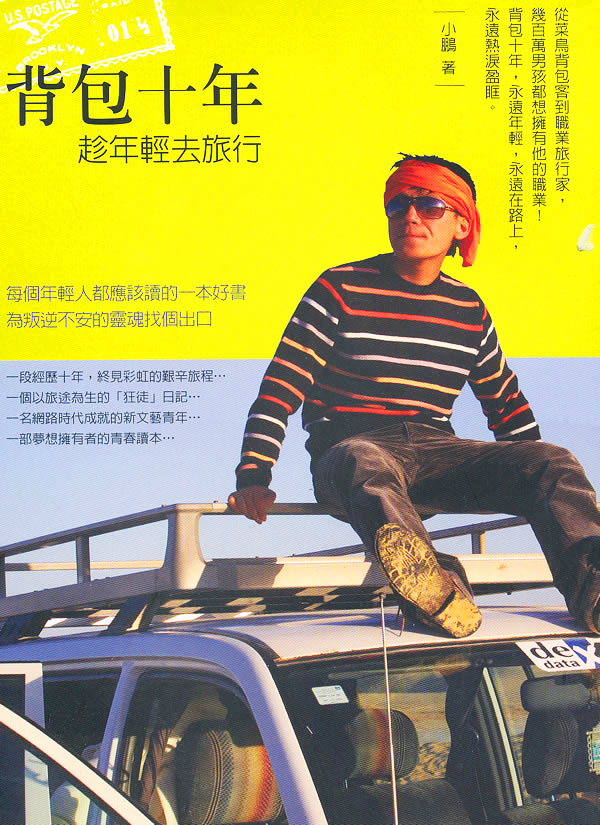 U.S. POSTAGE
01 ½
BROOKLYN
N.Y.
背包十年
趁年輕去旅行
小鵬 著
從菜鳥背包客到職業旅行家，
幾百萬男孩都想擁有他的職業！
背包十年，永遠年輕，永遠在路上，
永遠熱淚盈眶。
每個年輕人都應該讀的一本好書
為叛逆不安的靈魂找個出口
一段經歷十年，終見彩虹的艱辛旅程⋯
一個以旅途為生的「狂徒」日記⋯
一名網路時代成就的新文藝青年⋯
一部夢想擁有者的青春讀本⋯
de
data